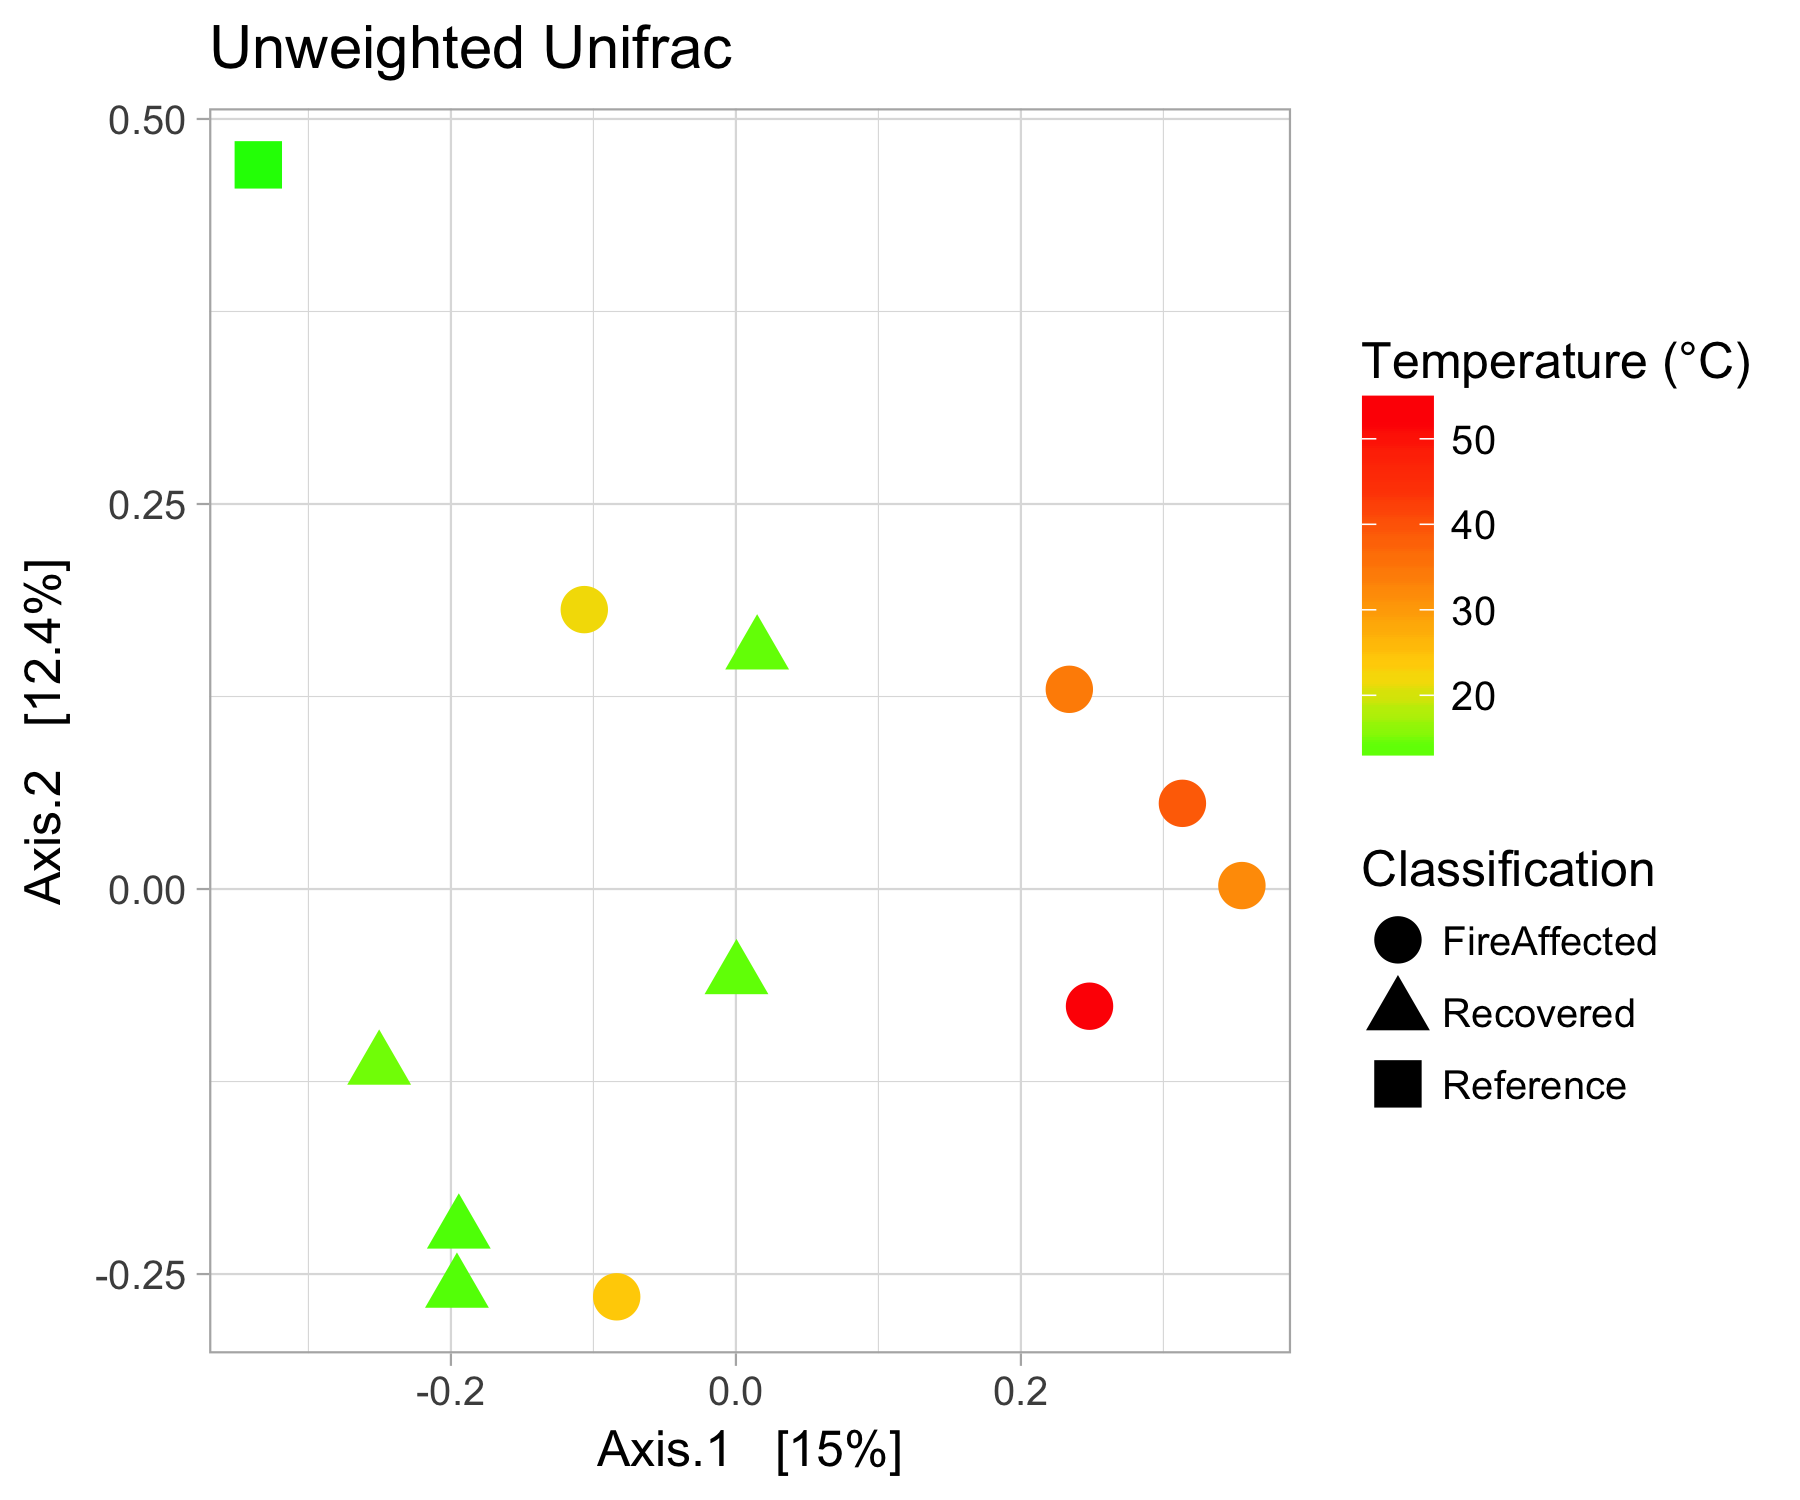 Unweighted Unifrac
0.50
0.25
0.00
-0.25
Axis.2 [12.4%]
-0.2
0.0
0.2
Axis.1 [15%]
Temperature (°C)
50
40
30
20
Classification
FireAffected
Recovered
Reference